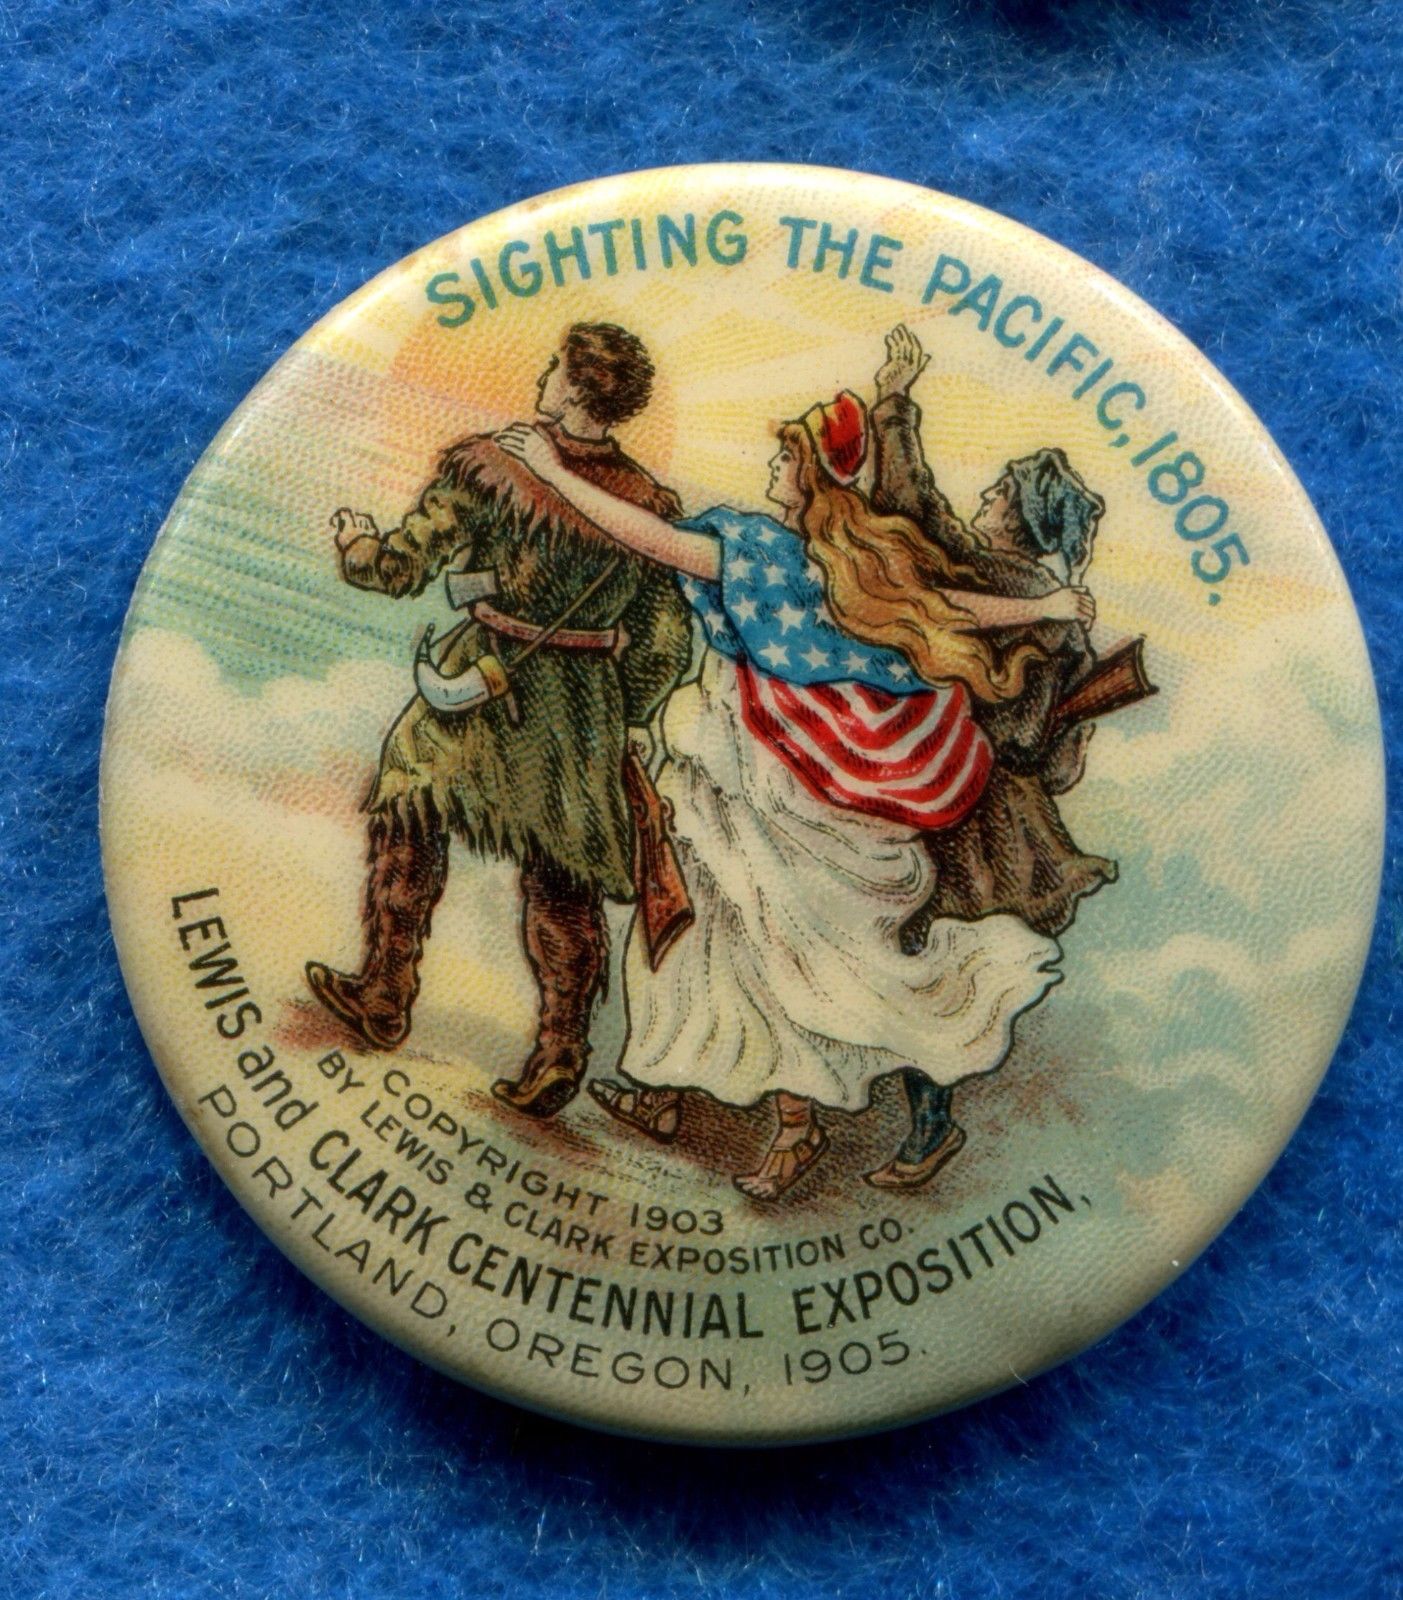 SIGHTING THE PACIFIC, 1805.
COPYRIGHT 1903
BY LEWIS & CLARK EXPOSITION CO.
LEWIS and CLARK CENTENNIAL EXPOSITION,
PORTLAND, OREGON, 1905.